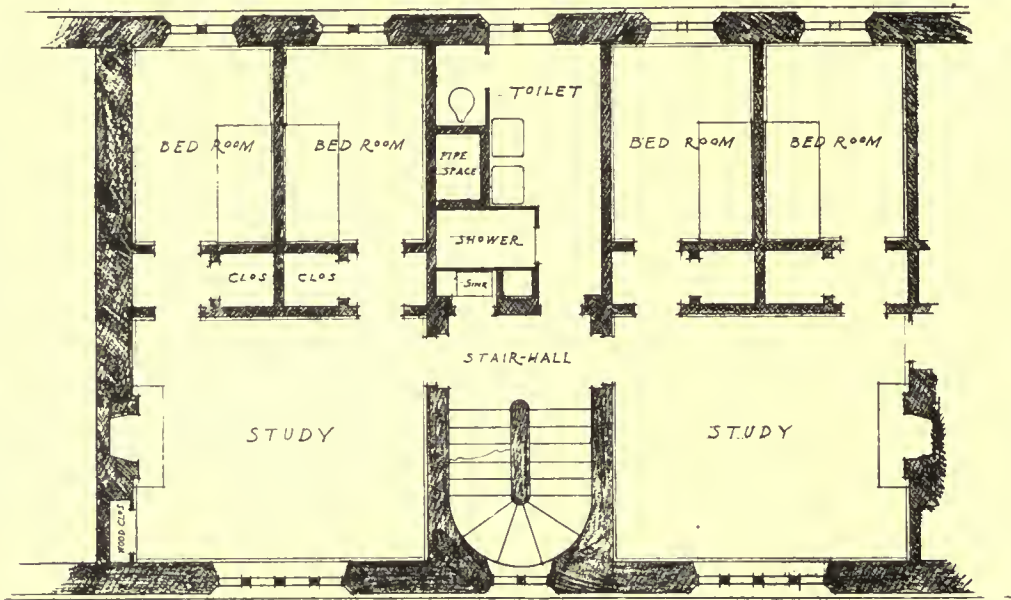 TOILET
BED ROOM
BED ROOM
BED ROOM
BED ROOM
PIPE
SPACE
SHOWER
CLOS
CLOS
SINK
STAIR-HALL
STUDY
STUDY
WOOD CLOS